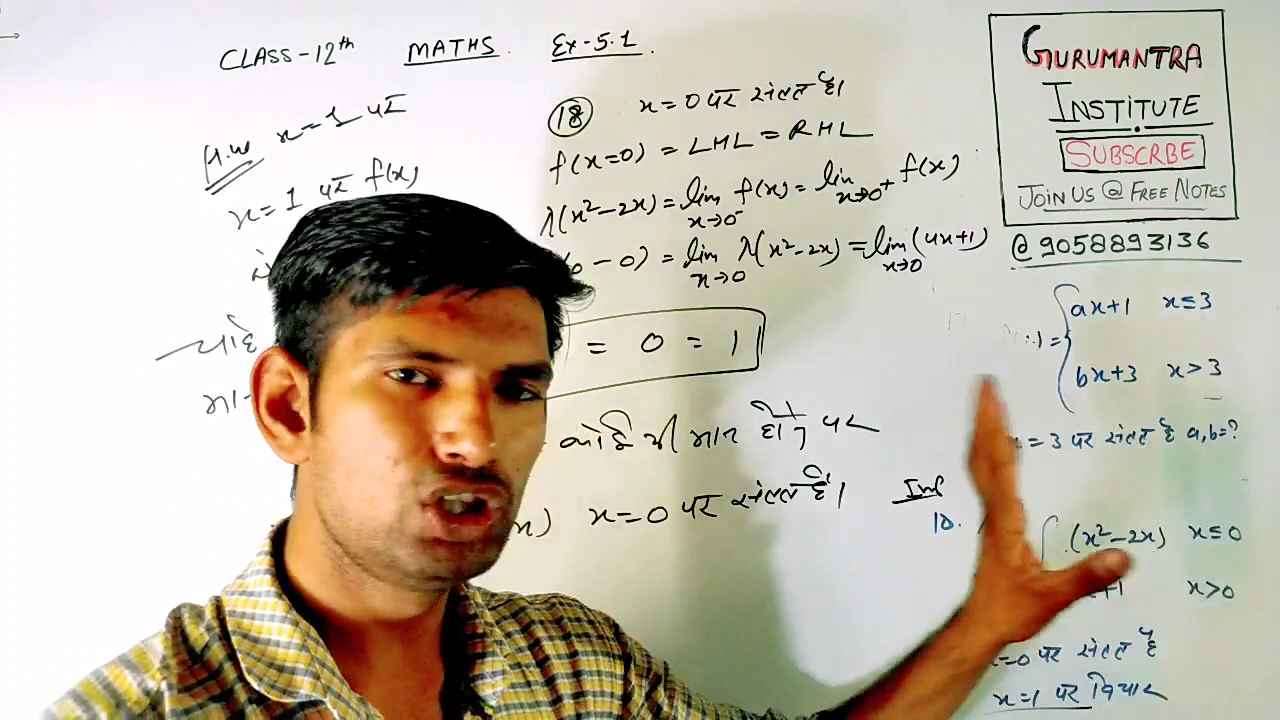 CLASS-12th MATHS. Ex-5.1.
H.W x=1 पर
x=1 पर f(x)
18 x=0 पर संतत है।
f(x=0) = LHL = RHL
λ(x²-2x) = lim x→0⁻ f(x) = lim x→0⁺ f(x)
0-0) = lim x→0 λ(x²-2x) = lim x→0 (4x+1)
= 0 = 1
मान होने पर
x) x=0 पर संतत है।
GURUMANTRA
INSTITUTE
SUBSCRBE
JOIN US @ FREE NOTES
@9058893136
ax+1 x≤3
bx+3 x>3
=3 पर संतत है a,b=?
Imp
18. (x²-2x) x≤0
+1 x>0
=0 पर संतत है
x=1 पर विचार